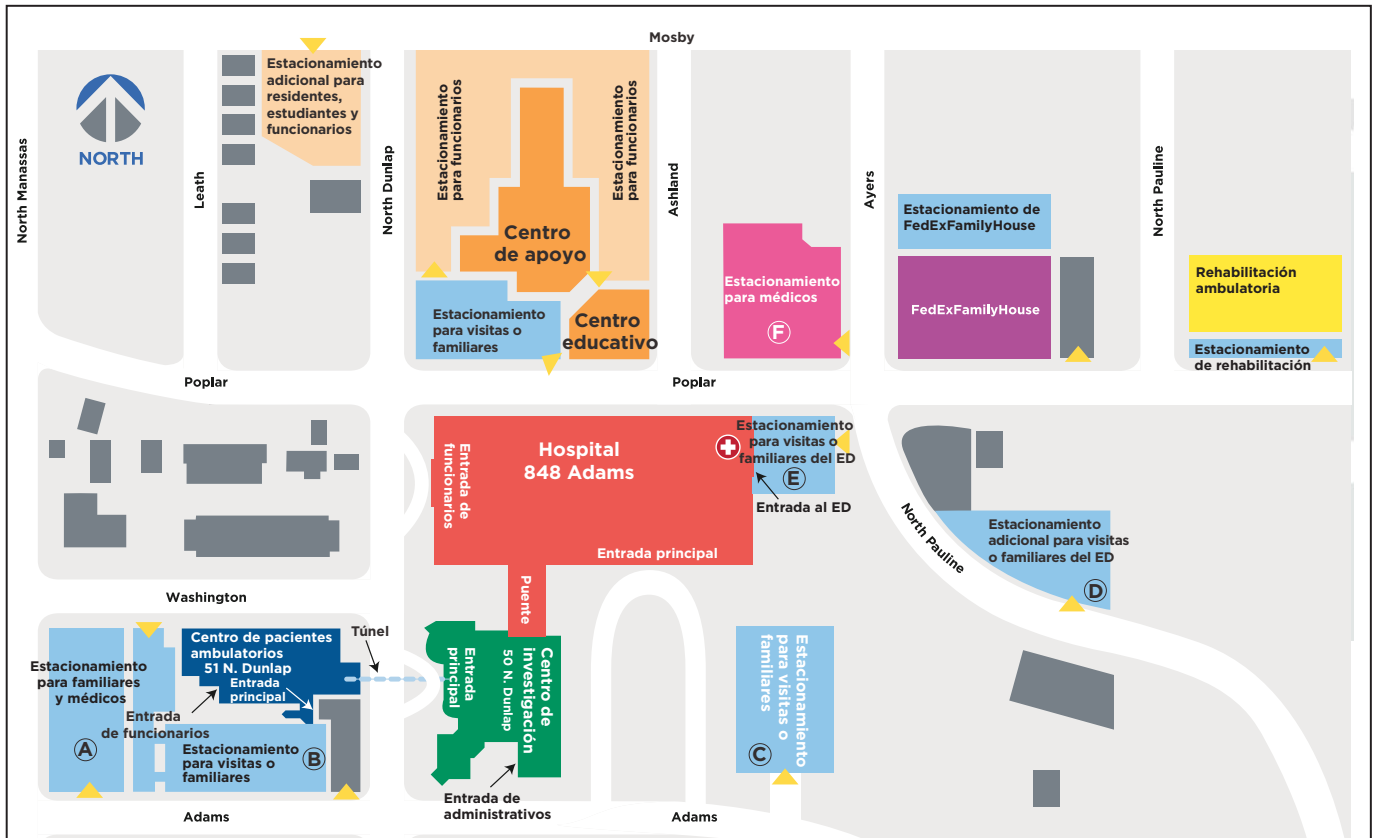 Mosby
NORTH
North Manassas
Leath
Estacionamiento
adicional para
residentes,
estudiantes y
funcionarios
North Dunlap
Estacionamiento
para funcionarios
Estacionamiento
para funcionarios
Centro
de apoyo
Estacionamiento
para visitas o
familiares
Centro
educativo
Ashland
Estacionamiento
para médicos
F
Ayers
Estacionamiento de
FedExFamilyHouse
FedExFamilyHouse
North Pauline
Rehabilitación
ambulatoria
Estacionamiento
de rehabilitación
Poplar
Poplar
Entrada de
funcionarios
Hospital
848 Adams
Estacionamiento
para visitas o
familiares del ED
E
Entrada al ED
Entrada principal
Puente
North Pauline
Estacionamiento
adicional para visitas
o familiares del ED
D
Washington
Estacionamiento
para familiares
y médicos
A
Centro de pacientes
ambulatorios
51 N. Dunlap
Entrada
principal
Túnel
Entrada
de funcionarios
Estacionamiento
para visitas o
familiares
B
Entrada
principal
Centro de
investigación
50 N. Dunlap
Entrada de
administrativos
Estacionamiento
para visitas o
familiares
C
Adams
Adams